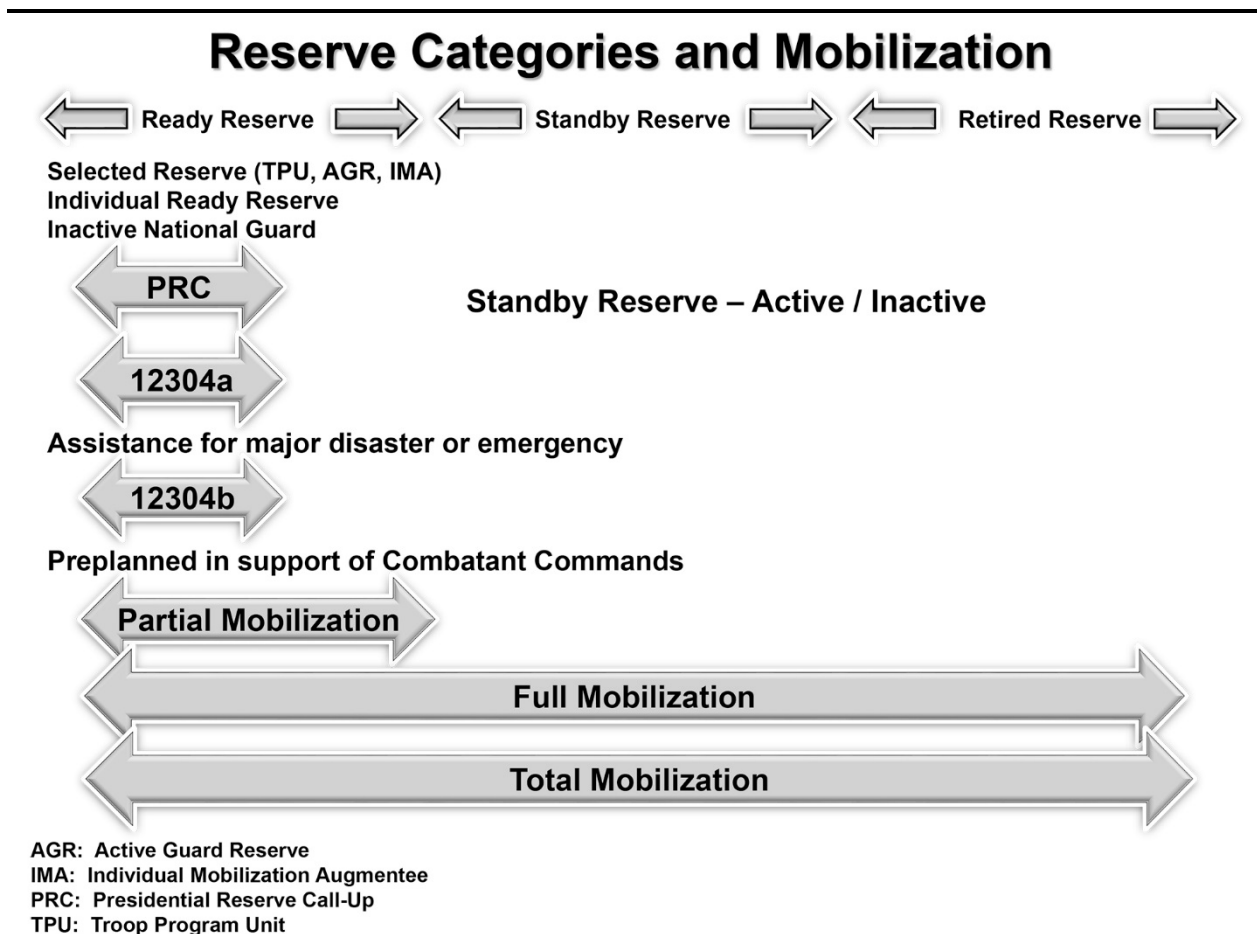 Reserve Categories and Mobilization
Ready Reserve
Standby Reserve
Retired Reserve
Selected Reserve (TPU, AGR, IMA)
Individual Ready Reserve
Inactive National Guard
PRC
Standby Reserve – Active / Inactive
12304a
Assistance for major disaster or emergency
12304b
Preplanned in support of Combatant Commands
Partial Mobilization
Full Mobilization
Total Mobilization
AGR: Active Guard Reserve
IMA: Individual Mobilization Augmentee
PRC: Presidential Reserve Call-Up
TPU: Troop Program Unit